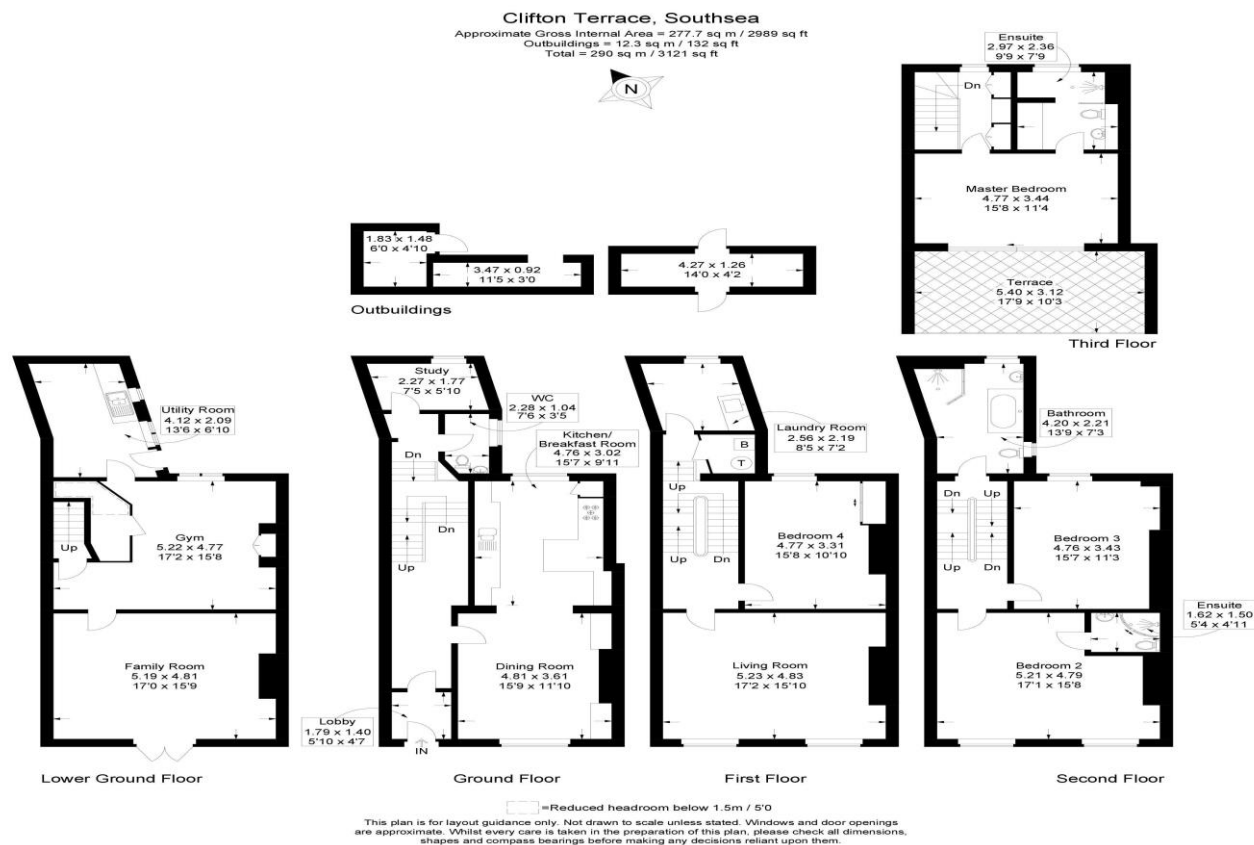 Clifton Terrace, Southsea
Approximate Gross Internal Area = 277.7 sq m / 2989 sq ft
Outbuildings = 12.3 sq m / 132 sq ft
Total = 290 sq m / 3121 sq ft
N
Ensuite
2.97 x 2.36
9'9 x 7'9
Dn
Master Bedroom
4.77 x 3.44
15'8 x 11'4
Terrace
5.40 x 3.12
17'9 x 10'3
Third Floor
1.83 x 1.48
6'0 x 4'10
3.47 x 0.92
11'5 x 3'0
4.27 x 1.26
14'0 x 4'2
Outbuildings
Utility Room
4.12 x 2.09
13'6 x 6'10
Up
Gym
5.22 x 4.77
17'2 x 15'8
Family Room
5.19 x 4.81
17'0 x 15'9
Lower Ground Floor
Study
2.27 x 1.77
7'5 x 5'10
WC
2.28 x 1.04
7'6 x 3'5
Kitchen/
Breakfast Room
4.76 x 3.02
15'7 x 9'11
Dn
Dn
Up
Dining Room
4.81 x 3.61
15'9 x 11'10
Lobby
1.79 x 1.40
5'10 x 4'7
IN
Ground Floor
Laundry Room
2.56 x 2.19
8'5 x 7'2
B
T
Up
Up
Dn
Bedroom 4
4.77 x 3.31
15'8 x 10'10
Living Room
5.23 x 4.83
17'2 x 15'10
First Floor
Bathroom
4.20 x 2.21
13'9 x 7'3
Dn
Up
Up
Dn
Bedroom 3
4.76 x 3.43
15'7 x 11'3
Ensuite
1.62 x 1.50
5'4 x 4'11
Bedroom 2
5.21 x 4.79
17'1 x 15'8
Second Floor
=Reduced headroom below 1.5m / 5'0
This plan is for layout guidance only. Not drawn to scale unless stated. Windows and door openings
are approximate. Whilst every care is taken in the preparation of this plan, please check all dimensions,
shapes and compass bearings before making any decisions reliant upon them.